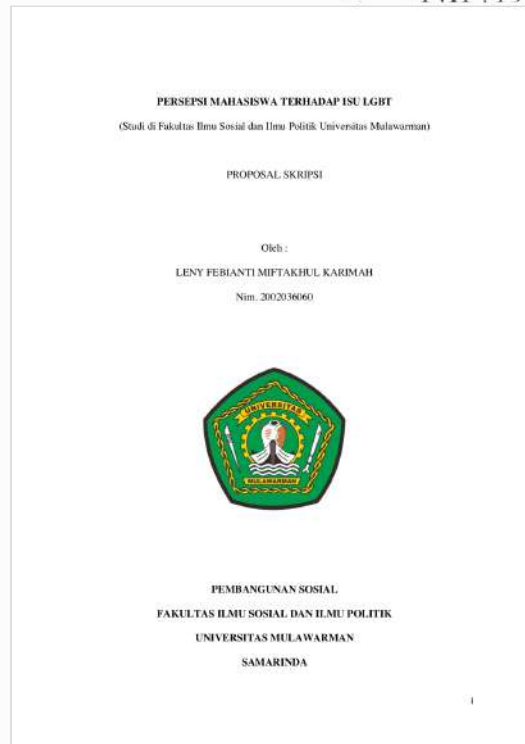 PERSEPSI MAHASISWA TERHADAP ISU LGBT
(Studi di Fakultas Ilmu Sosial dan Ilmu Politik Universitas Mulawarman)
PROPOSAL SKRIPSI
Oleh :
LENY FEBIANTI MIFTAKHUL KARIMAH
Nim. 2002036060
UNIVERSITAS
MULAWARMAN
PEMBANGUNAN SOSIAL
FAKULTAS ILMU SOSIAL DAN ILMU POLITIK
UNIVERSITAS MULAWARMAN
SAMARINDA
1